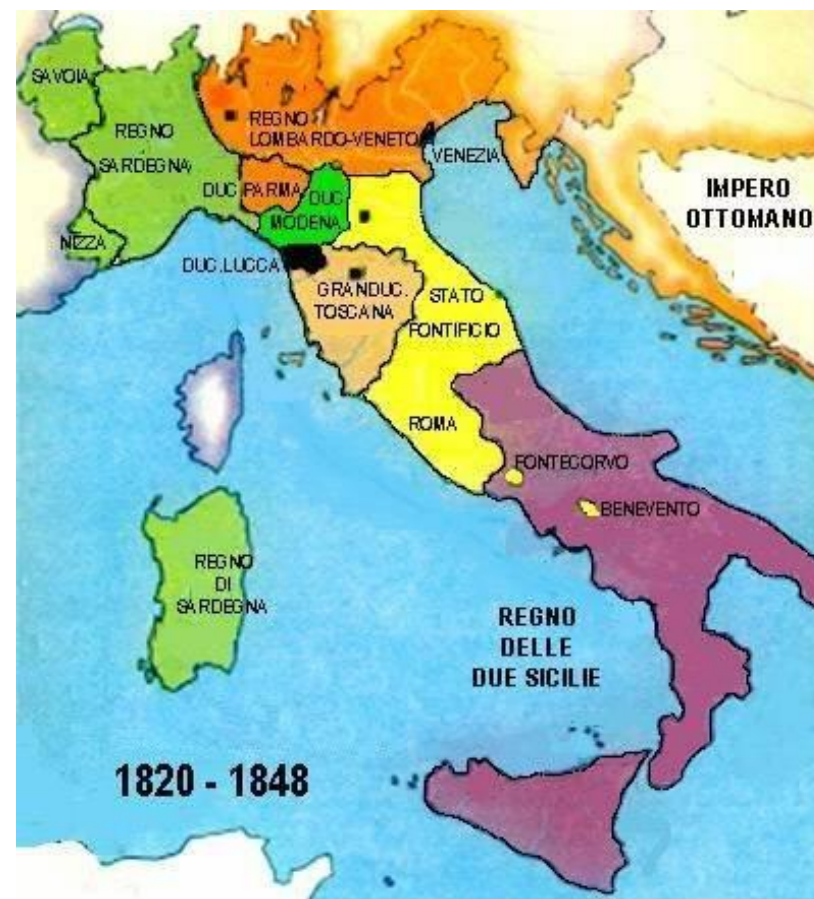 SAVOIA
REGNO
SARDEGNA
NIZZA
REGNO
LOMBARDO-VENETO
VENEZIA
DUC PARMA
DUC
MODENA
DUC.LUCCA
GRANDUC.
TOSCANA
STATO
PONTIFICIO
ROMA
IMPERO
OTTOMANO
PONTECORVO
BENEVENTO
REGNO
DI
SARDEGNA
REGNO
DELLE
DUE SICILIE
1820 - 1848